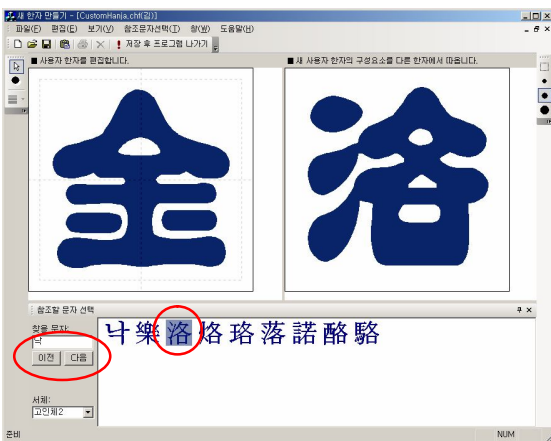 새 한자 만들기 - [CustomHanja.cht(김)]
파일(F) 편집(E) 보기(V) 참조문자선택(T) 창(W) 도움말(H)
저장 후 프로그램 나가기
■ 사용자 한자를 편집합니다.
■ 새 사용자 한자의 구성요소를 다른 한자에서 따옵니다.
金
洛
참조할 문자 선택
찾을 문자:
낙
이전 다음
낙 樂 洛 烙 珞 落 諾 酪 駱
서체:
고인체2
준비
NUM